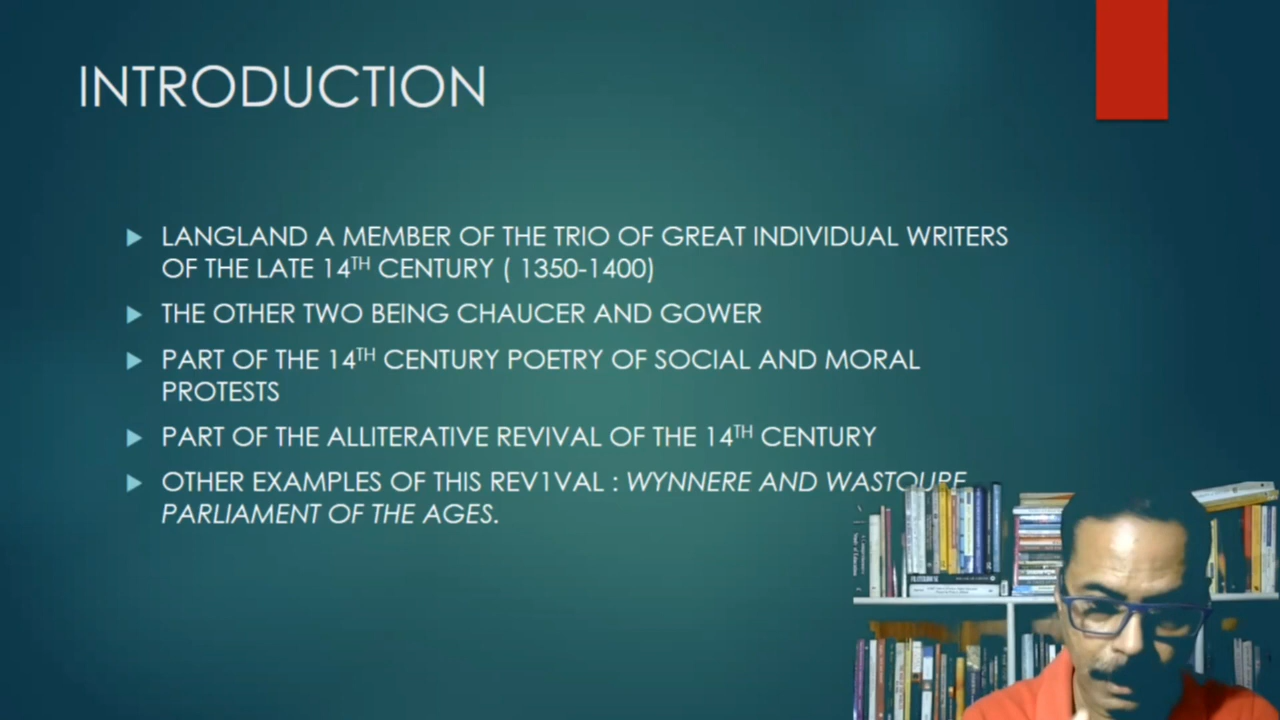 INTRODUCTION
LANGLAND A MEMBER OF THE TRIO OF GREAT INDIVIDUAL WRITERS
OF THE LATE 14TH CENTURY ( 1350-1400)
THE OTHER TWO BEING CHAUCER AND GOWER
PART OF THE 14TH CENTURY POETRY OF SOCIAL AND MORAL
PROTESTS
PART OF THE ALLITERATIVE REVIVAL OF THE 14TH CENTURY
OTHER EXAMPLES OF THIS REV1VAL : WYNNERE AND WASTOURE
PARLIAMENT OF THE AGES.